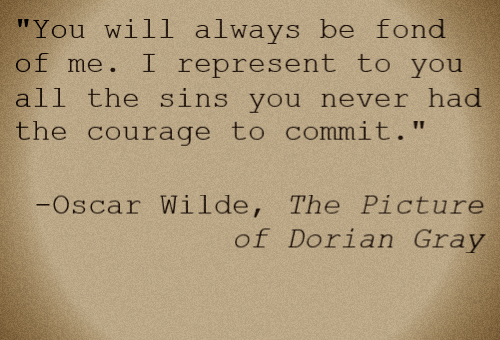 "You will always be fond
of me. I represent to you
all the sins you never had
the courage to commit."
-Oscar Wilde, The Picture
of Dorian Gray